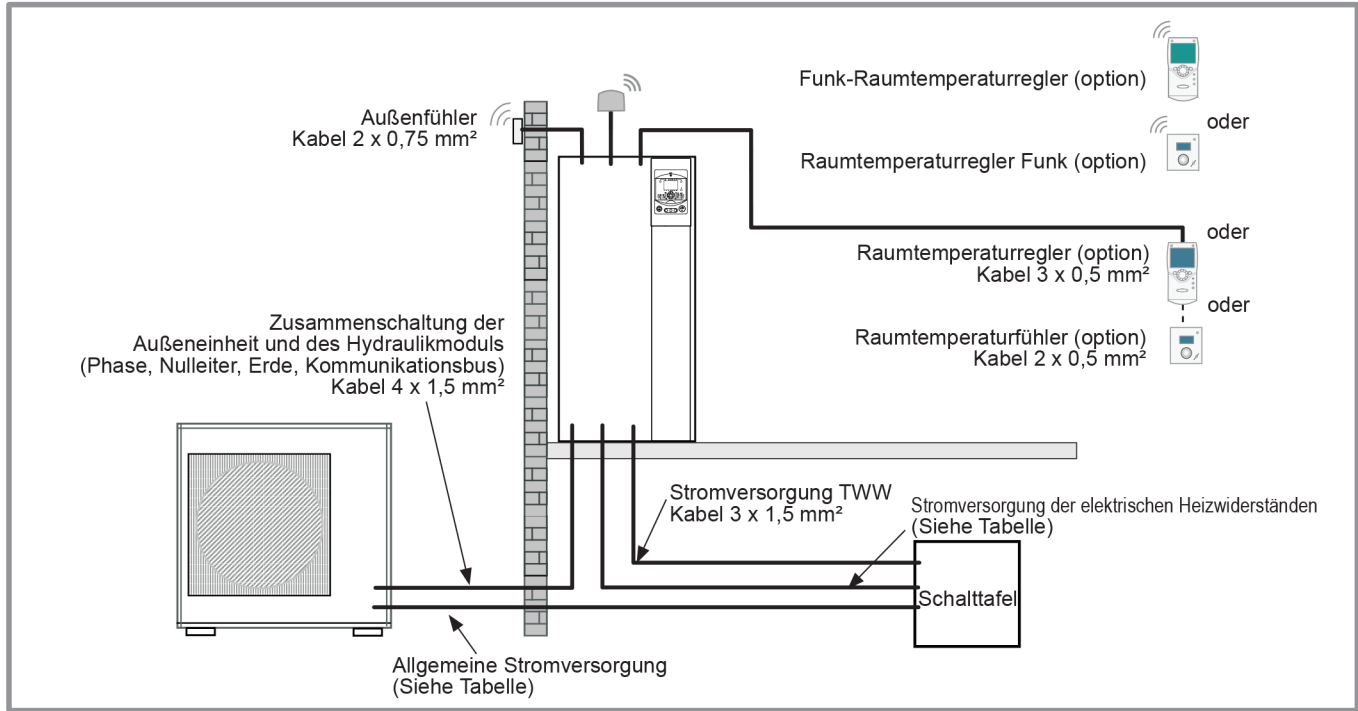 Funk-Raumtemperaturregler (option)
oder
Außenfühler
Kabel 2 x 0,75 mm²
Raumtemperaturregler Funk (option)
oder
Raumtemperaturregler (option)
Kabel 3 x 0,5 mm²
oder
Raumtemperaturfühler (option)
Kabel 2 x 0,5 mm²
Zusammenschaltung der
Außeneinheit und des Hydraulikmoduls
(Phase, Nulleiter, Erde, Kommunikationsbus)
Kabel 4 x 1,5 mm²
Stromversorgung TWW
Kabel 3 x 1,5 mm²
Stromversorgung der elektrischen Heizwiderständen
(Siehe Tabelle)
Schalttafel
Allgemeine Stromversorgung
(Siehe Tabelle)